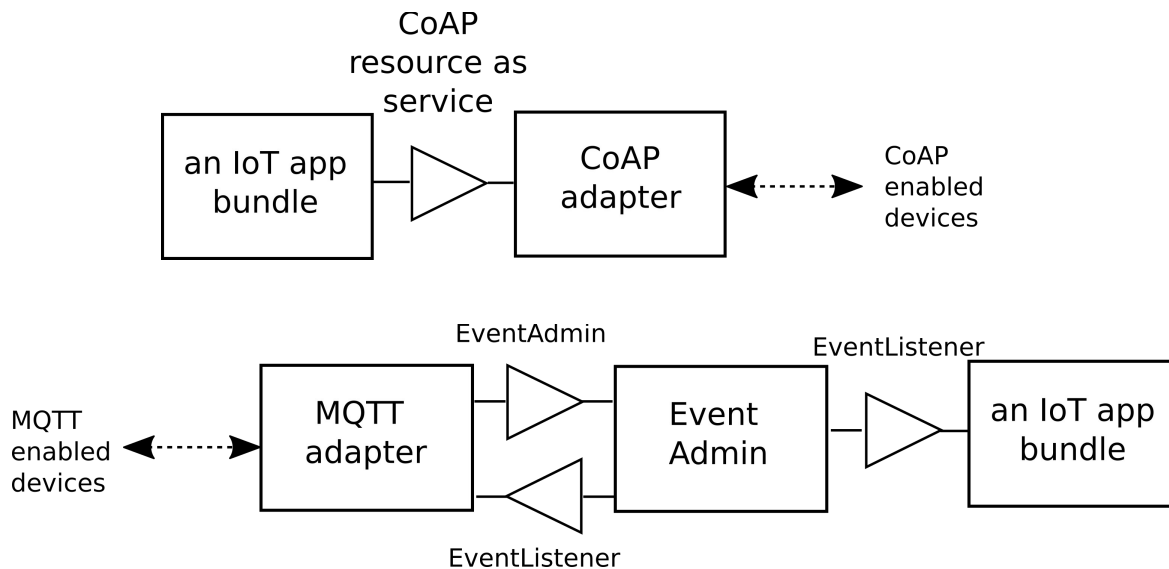 CoAP
resource as
service
an IoT app
bundle
CoAP
adapter
CoAP
enabled
devices
EventAdmin
EventListener
MQTT
enabled
devices
MQTT
adapter
Event
Admin
an IoT app
bundle
EventListener